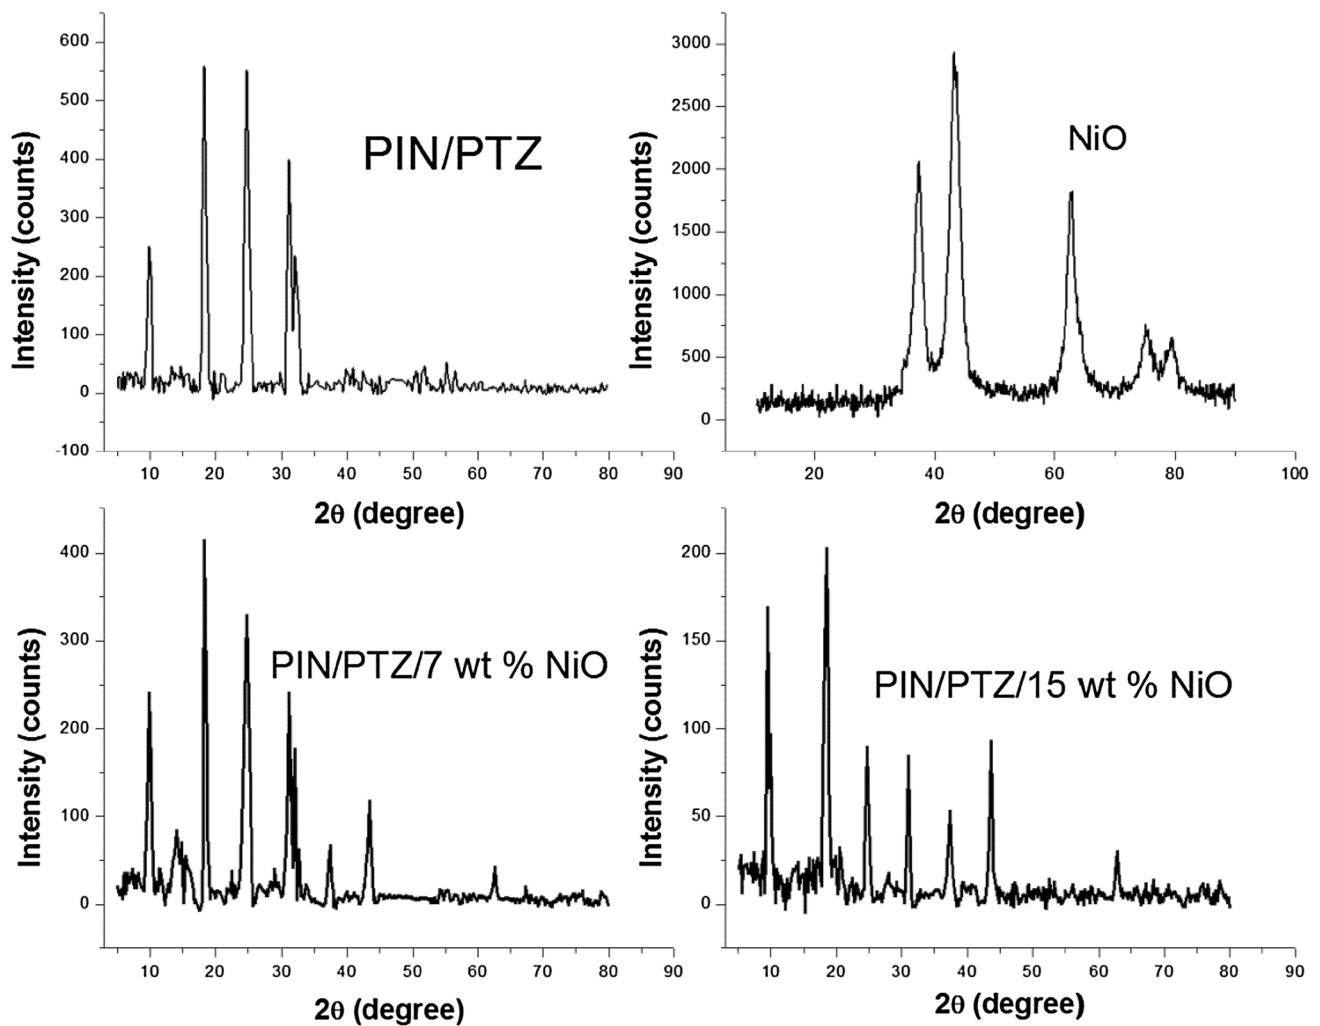 600
500
400
300
200
100
0
-100
Intensity (counts)
PIN/PTZ
10 20 30 40 50 60 70 80 90
2θ (degree)
3000
2500
2000
1500
1000
500
0
Intensity (counts)
NiO
20 40 60 80 100
2θ (degree)
400
300
200
100
0
Intensity (counts)
PIN/PTZ/7 wt % NiO
10 20 30 40 50 60 70 80 90
2θ (degree)
200
150
100
50
0
Intensity (counts)
PIN/PTZ/15 wt % NiO
10 20 30 40 50 60 70 80 90
2θ (degree)